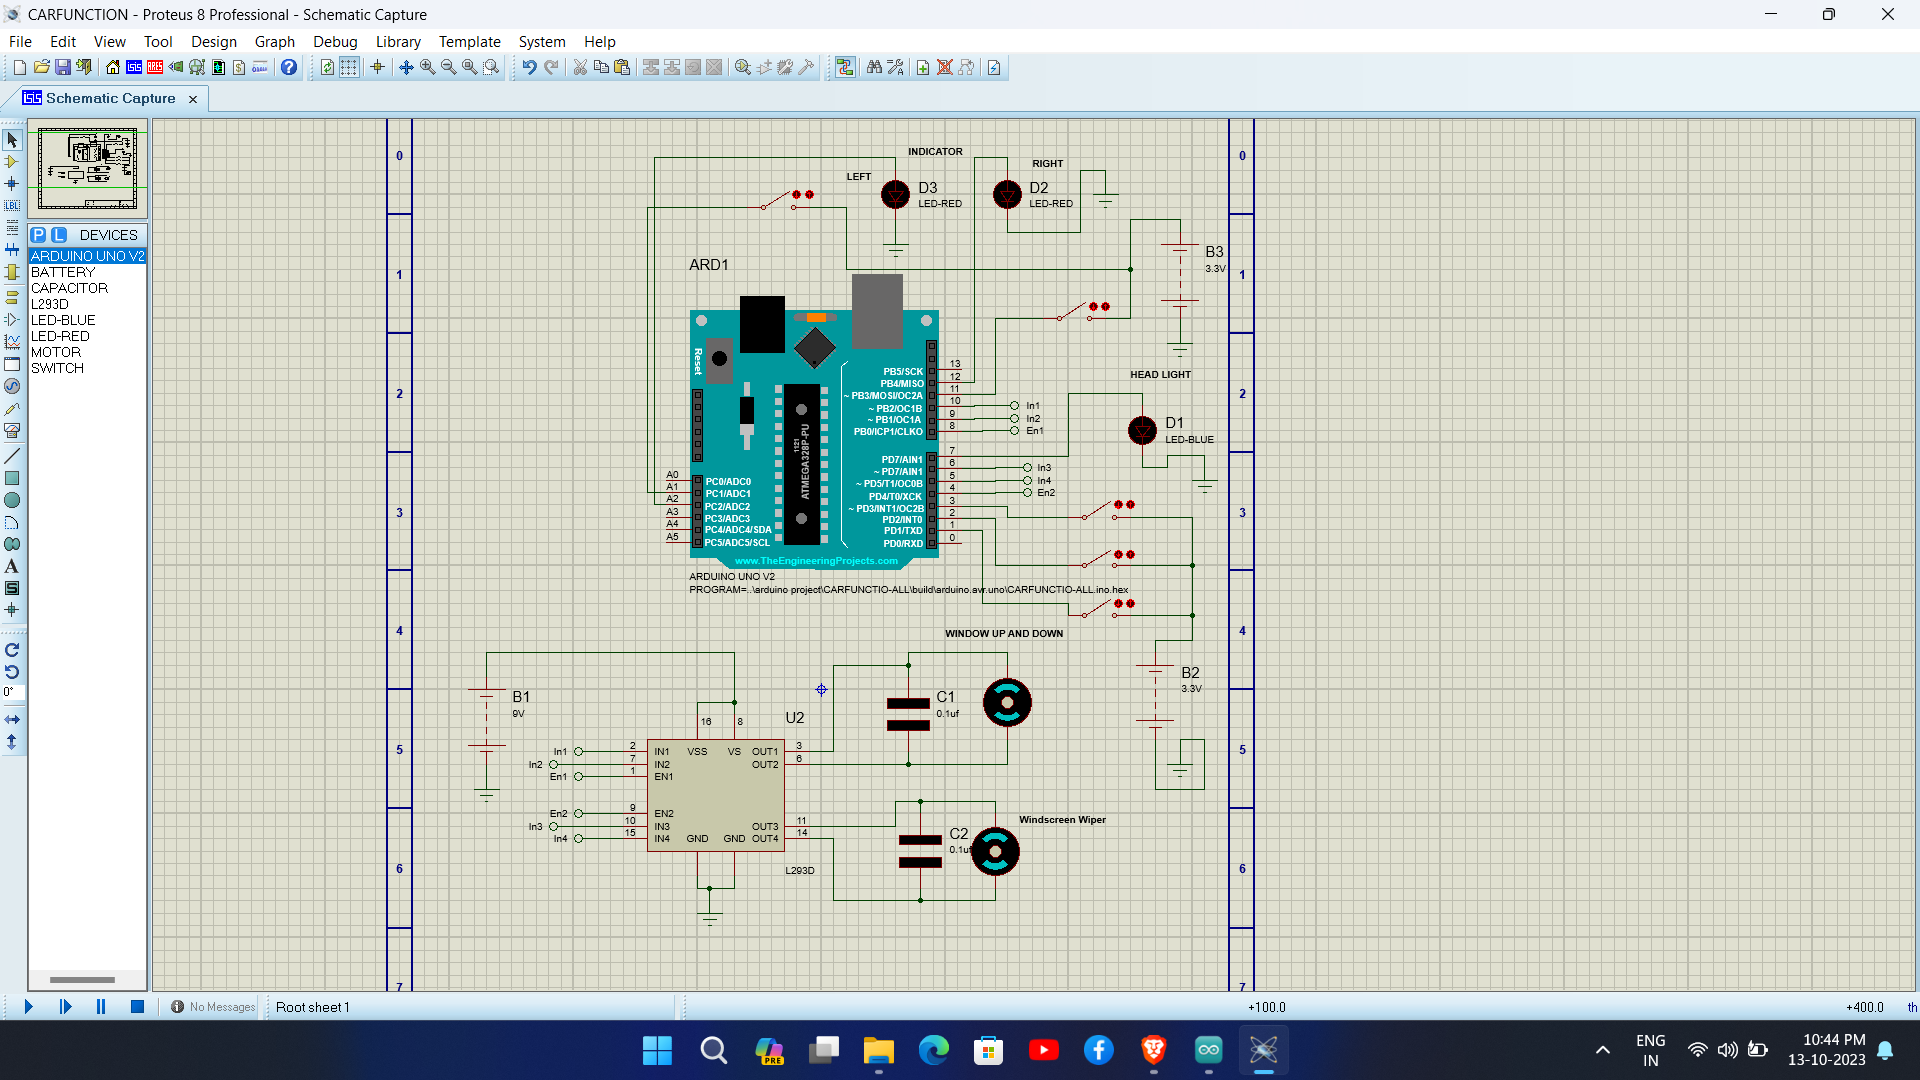 CARFUNCTION - Proteus 8 Professional - Schematic Capture
File Edit View Tool Design Graph Debug Library Template System Help
Schematic Capture
P L DEVICES
ARDUINO UNO V2
BATTERY
CAPACITOR
L293D
LED-BLUE
LED-RED
MOTOR
SWITCH
LBL
A
0°
0
1
2
3
4
5
6
7
0
1
2
3
4
5
6
7
INDICATOR
LEFT
RIGHT
D3
LED-RED
D2
LED-RED
B3
3.3V
ARD1
Reset
ATMEGA328P-PU
1121
PB5/SCK 13
PB4/MISO 12
~ PB3/MOSI/OC2A 11
~ PB2/OC1B 10
~ PB1/OC1A 9
PB0/ICP1/CLKO 8
PD7/AIN1 7
~ PD7/AIN1 6
~ PD5/T1/OC0B 5
PD4/T0/XCK 4
~ PD3/INT1/OC2B 3
PD2/INT0 2
PD1/TXD 1
PD0/RXD 0
A0 PC0/ADC0
A1 PC1/ADC1
A2 PC2/ADC2
A3 PC3/ADC3
A4 PC4/ADC4/SDA
A5 PC5/ADC5/SCL
www.TheEngineeringProjects.com
ARDUINO UNO V2
PROGRAM=..\arduino project\CARFUNCTIO-ALL\build\arduino.avr.uno\CARFUNCTIO-ALL.ino.hex
In1
In2
En1
In3
In4
En2
HEAD LIGHT
D1
LED-BLUE
WINDOW UP AND DOWN
B2
3.3V
B1
9V
C1
0.1uf
U2
16 8
In1 2 IN1 VSS VS OUT1 3
In2 7 IN2 OUT2 6
En1 1 EN1
En2 9 EN2
In3 10 IN3 OUT3 11
In4 15 IN4 GND GND OUT4 14
L293D
C2
0.1uf
Windscreen Wiper
No Messages Root sheet 1 +100.0 +400.0 th
PRE
ENG
IN
10:44 PM
13-10-2023